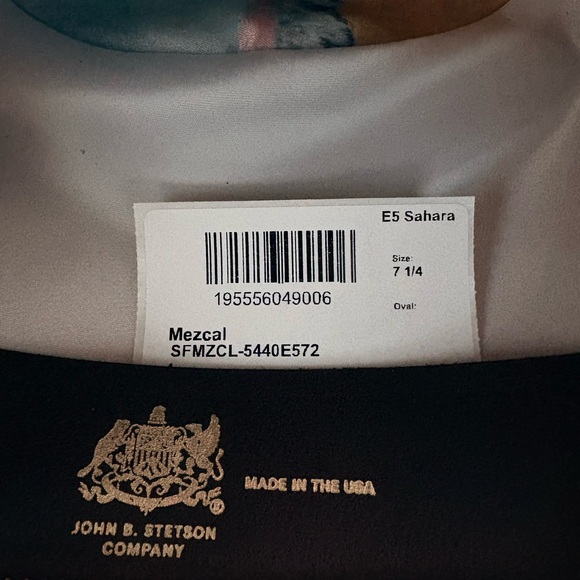 E5 Sahara
Size:
7 1/4
195556049006
Oval:
Mezcal
SFMZCL-5440E572
MADE IN THE USA
®
JOHN B. STETSON
COMPANY